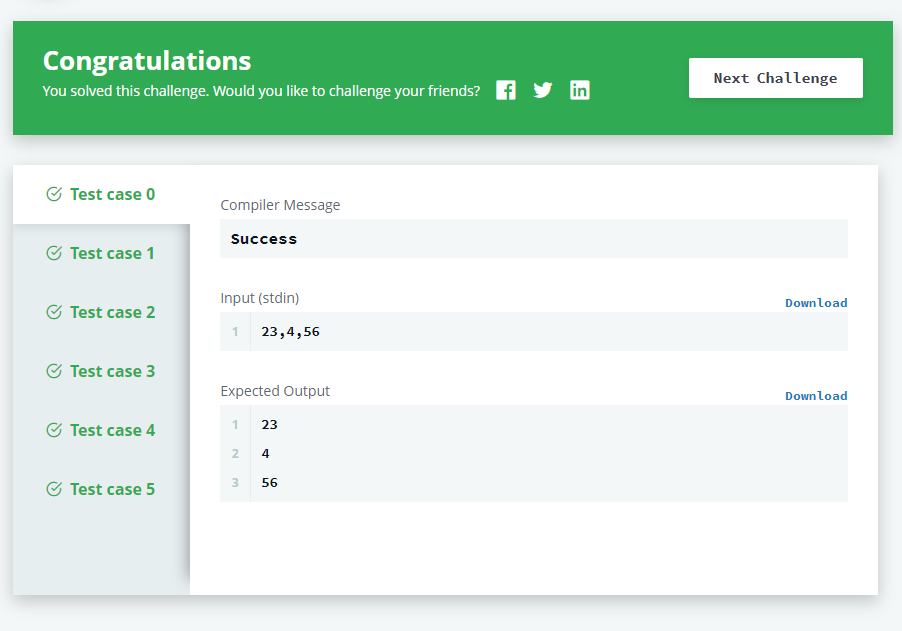 Congratulations
You solved this challenge. Would you like to challenge your friends?
Next Challenge
Test case 0
Test case 1
Test case 2
Test case 3
Test case 4
Test case 5
Compiler Message
Success
Input (stdin)
Download
1 23,4,56
Expected Output
Download
1 23
2 4
3 56